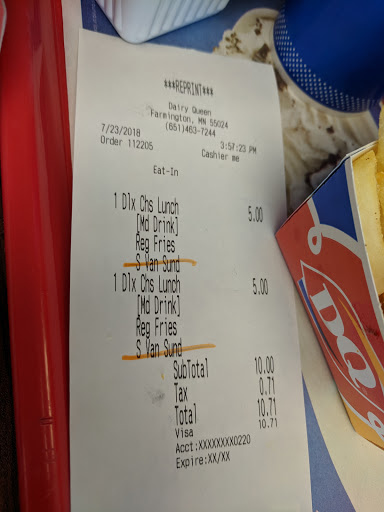 ***REPRINT***
Dairy Queen
Farmington, MN 55024
(651)463-7244
7/23/2018 3:57:23 PM
Order 112205 Cashier me
Eat-In
1 Dlx Chs Lunch 5.00
[Md Drink]
Reg Fries
S Van Sund
1 Dlx Chs Lunch 5.00
[Md Drink]
Reg Fries
S Van Sund
SubTotal 10.00
Tax 0.71
Total 10.71
Visa 10.71
Acct:XXXXXXXX0220
Expire:XX/XX
DQ